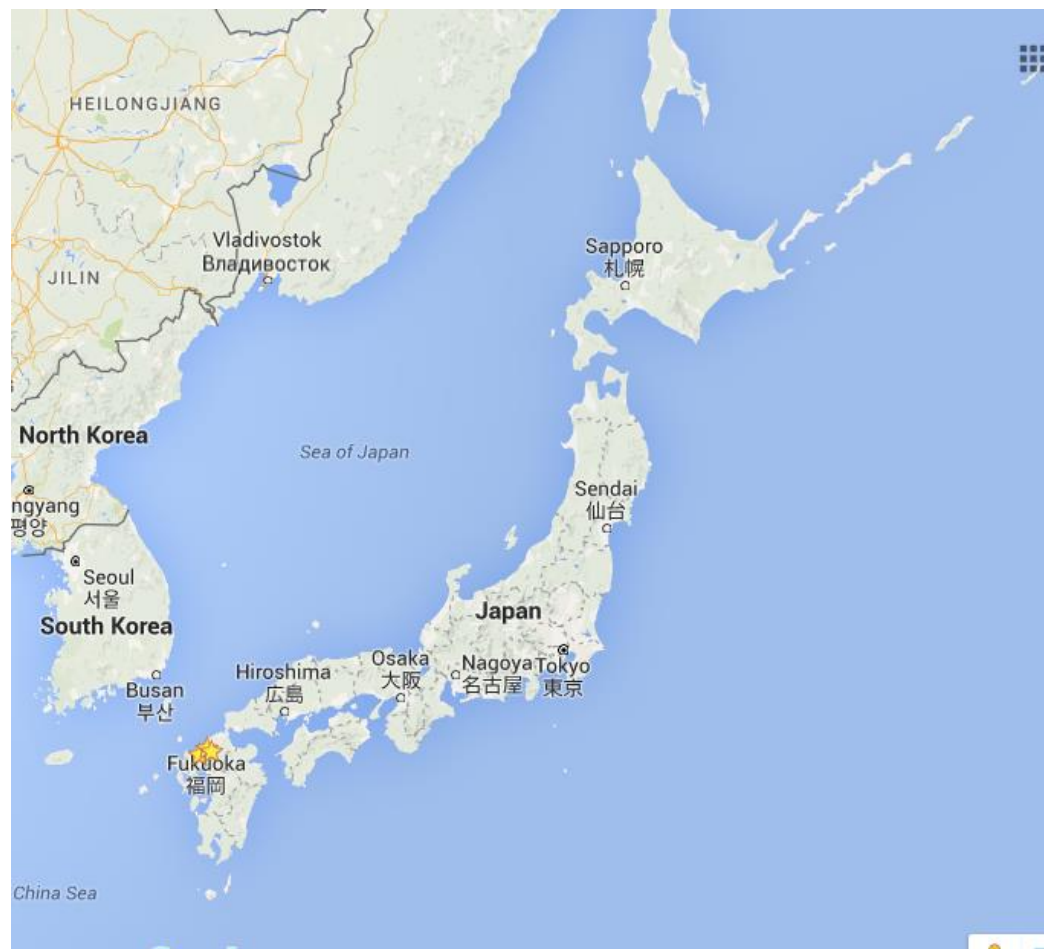 HEILONGJIANG
Vladivostok
Владивосток
JILIN
Sapporo
札幌
North Korea
Sea of Japan
ngyang
평양
Sendai
仙台
Seoul
서울
South Korea
Japan
Busan
부산
Hiroshima
広島
Osaka
大阪
Nagoya
名古屋
Tokyo
東京
Fukuoka
福岡
China Sea